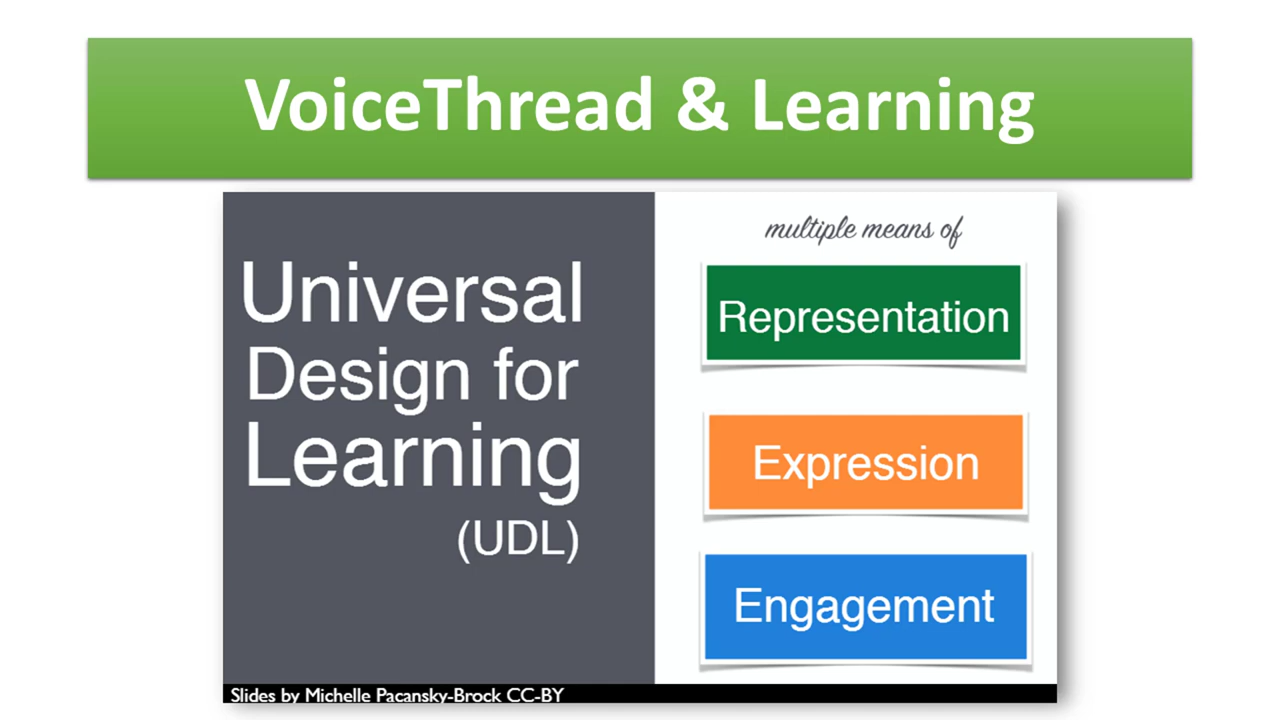 VoiceThread & Learning
Universal
Design for
Learning
(UDL)
multiple means of
Representation
Expression
Engagement
Slides by Michelle Pacansky-Brock CC-BY